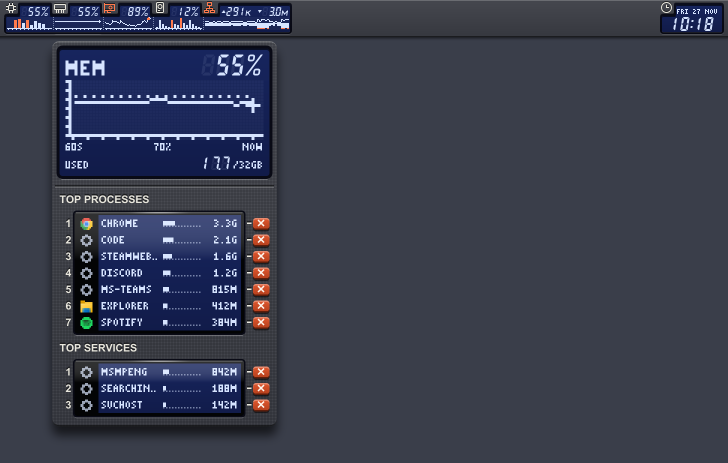 55% 55% 89% 12% 291K 3.0M
FRI 27 NOV
10:18
MEM 55%
60S 70% NOW
USED 17.7/32GB
TOP PROCESSES
1 CHROME 3.3G
2 CODE 2.1G
3 STEAMWEB.. 1.6G
4 DISCORD 1.2G
5 MS-TEAMS 815M
6 EXPLORER 412M
7 SPOTIFY 384M
TOP SERVICES
1 MSMPENG 842M
2 SEARCHIN.. 188M
3 SVCHOST 142M